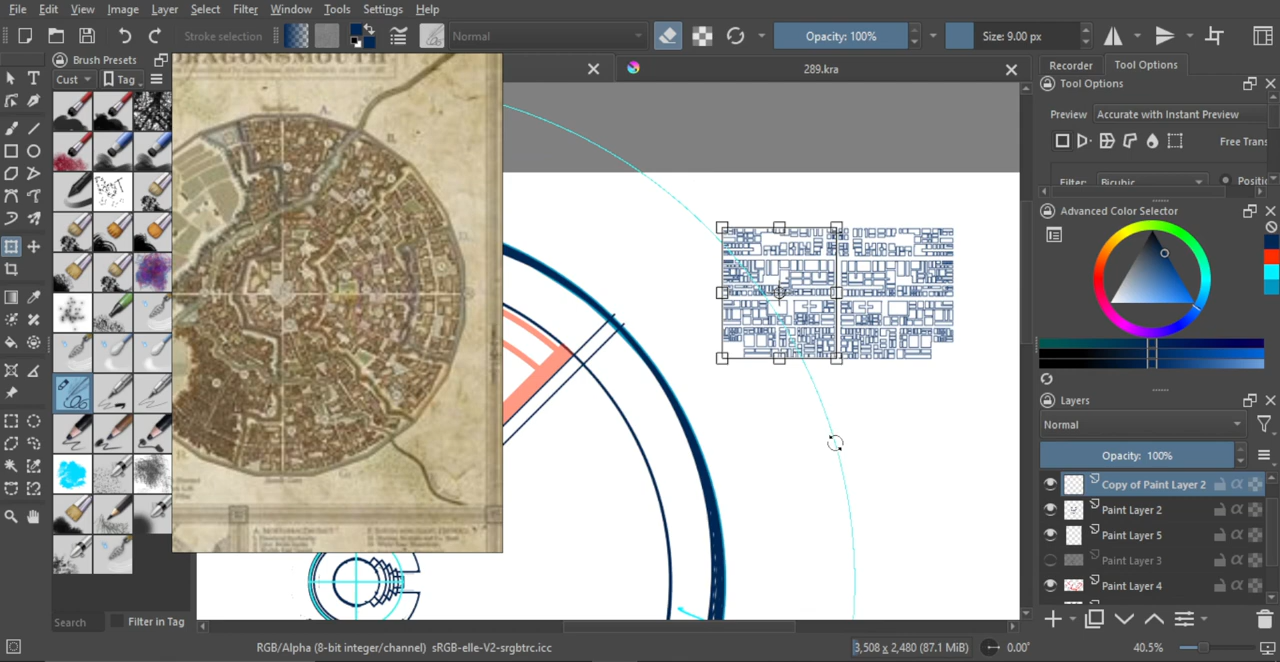 File Edit View Image Layer Select Filter Window Tools Settings Help
Stroke selection
Normal
Opacity: 100%
Size: 9.00 px
Brush Presets
Cust
Tag
DRAGONSMOUTH
A.
B.
289.kra
Recorder
Tool Options
Tool Options
Preview
Accurate with Instant Preview
Free Trans
Filter:
Bicubic
Positic
Advanced Color Selector
Layers
Normal
Opacity: 100%
Copy of Paint Layer 2
Paint Layer 2
Paint Layer 5
Paint Layer 3
Paint Layer 4
Search
Filter in Tag
RGB/Alpha (8-bit integer/channel) sRGB-elle-V2-srgbtrc.icc
3,508 x 2,480 (87.1 MiB)
0.00°
40.5%